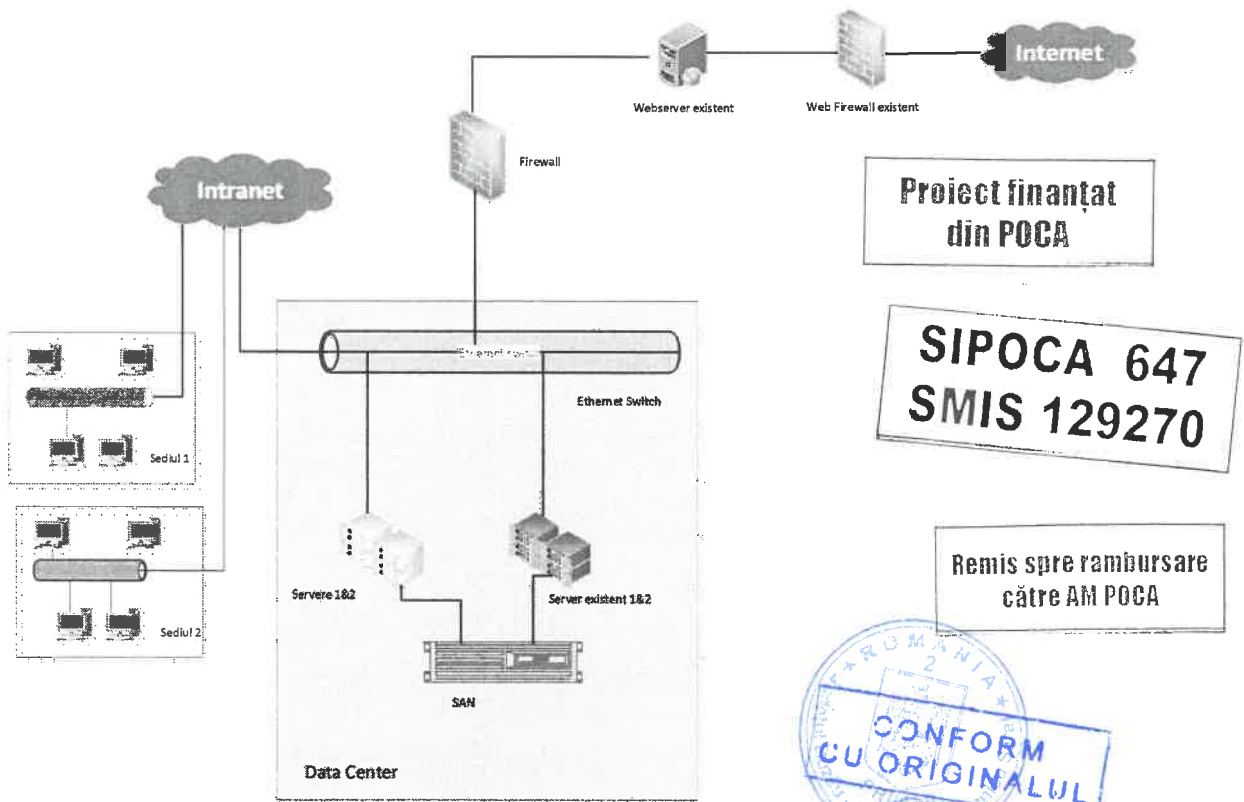 Internet
Webserver existent
Web Firewall existent
Firewall
Intranet
Proiect finanțat
din POCA
SIPOCA 647
SMIS 129270
Ethernet Switch
Sediul 1
Remis spre rambursare
către AM POCA
Servere 1&2
Server existent 1&2
Sediul 2
SAN
ROMANIA
2
CONFORM
CU ORIGINALUL
Data Center